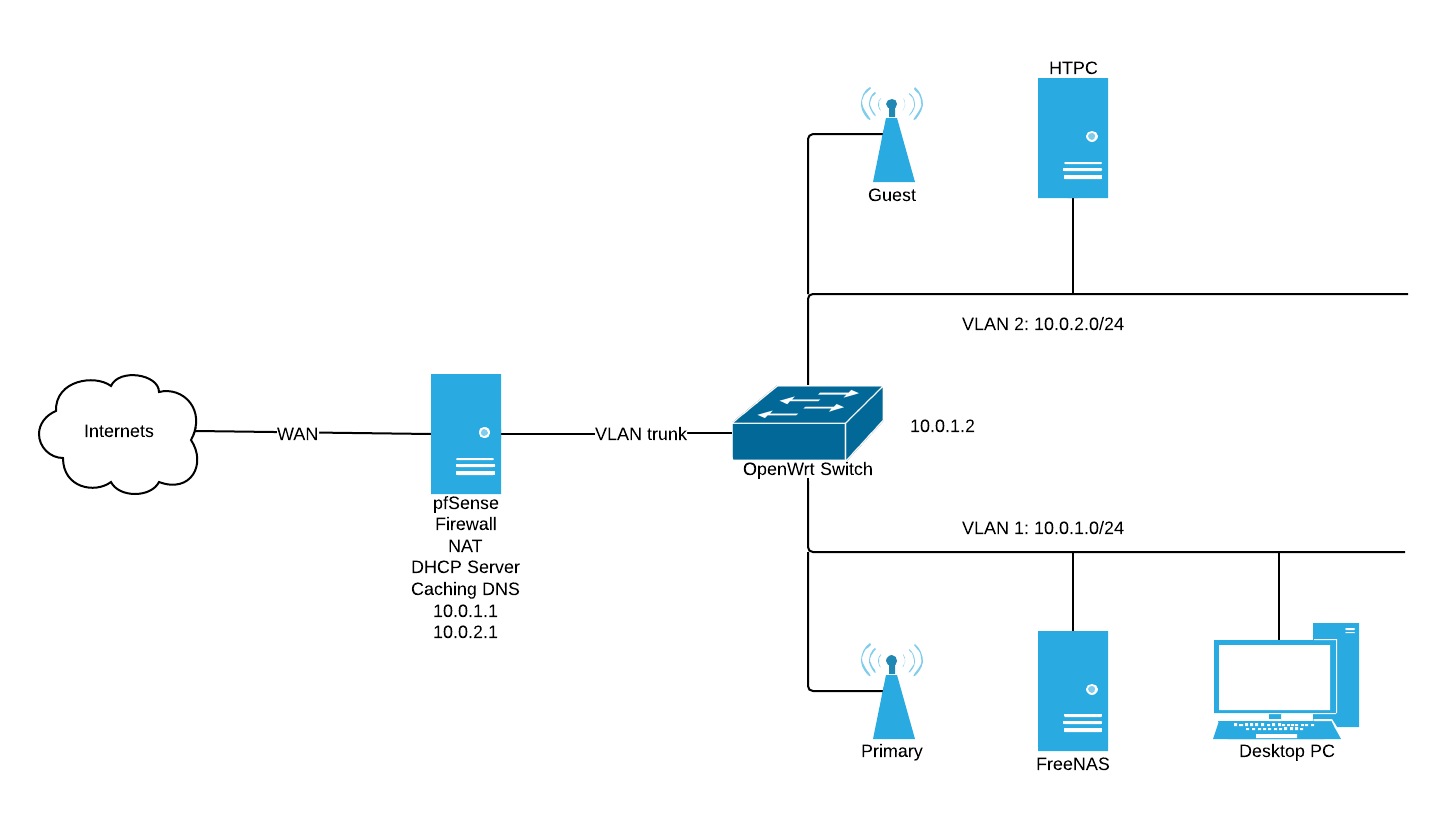 HTPC
Guest
VLAN 2: 10.0.2.0/24
Internets
WAN
VLAN trunk
10.0.1.2
OpenWrt Switch
pfSense
Firewall
NAT
DHCP Server
Caching DNS
10.0.1.1
10.0.2.1
VLAN 1: 10.0.1.0/24
Primary
FreeNAS
Desktop PC